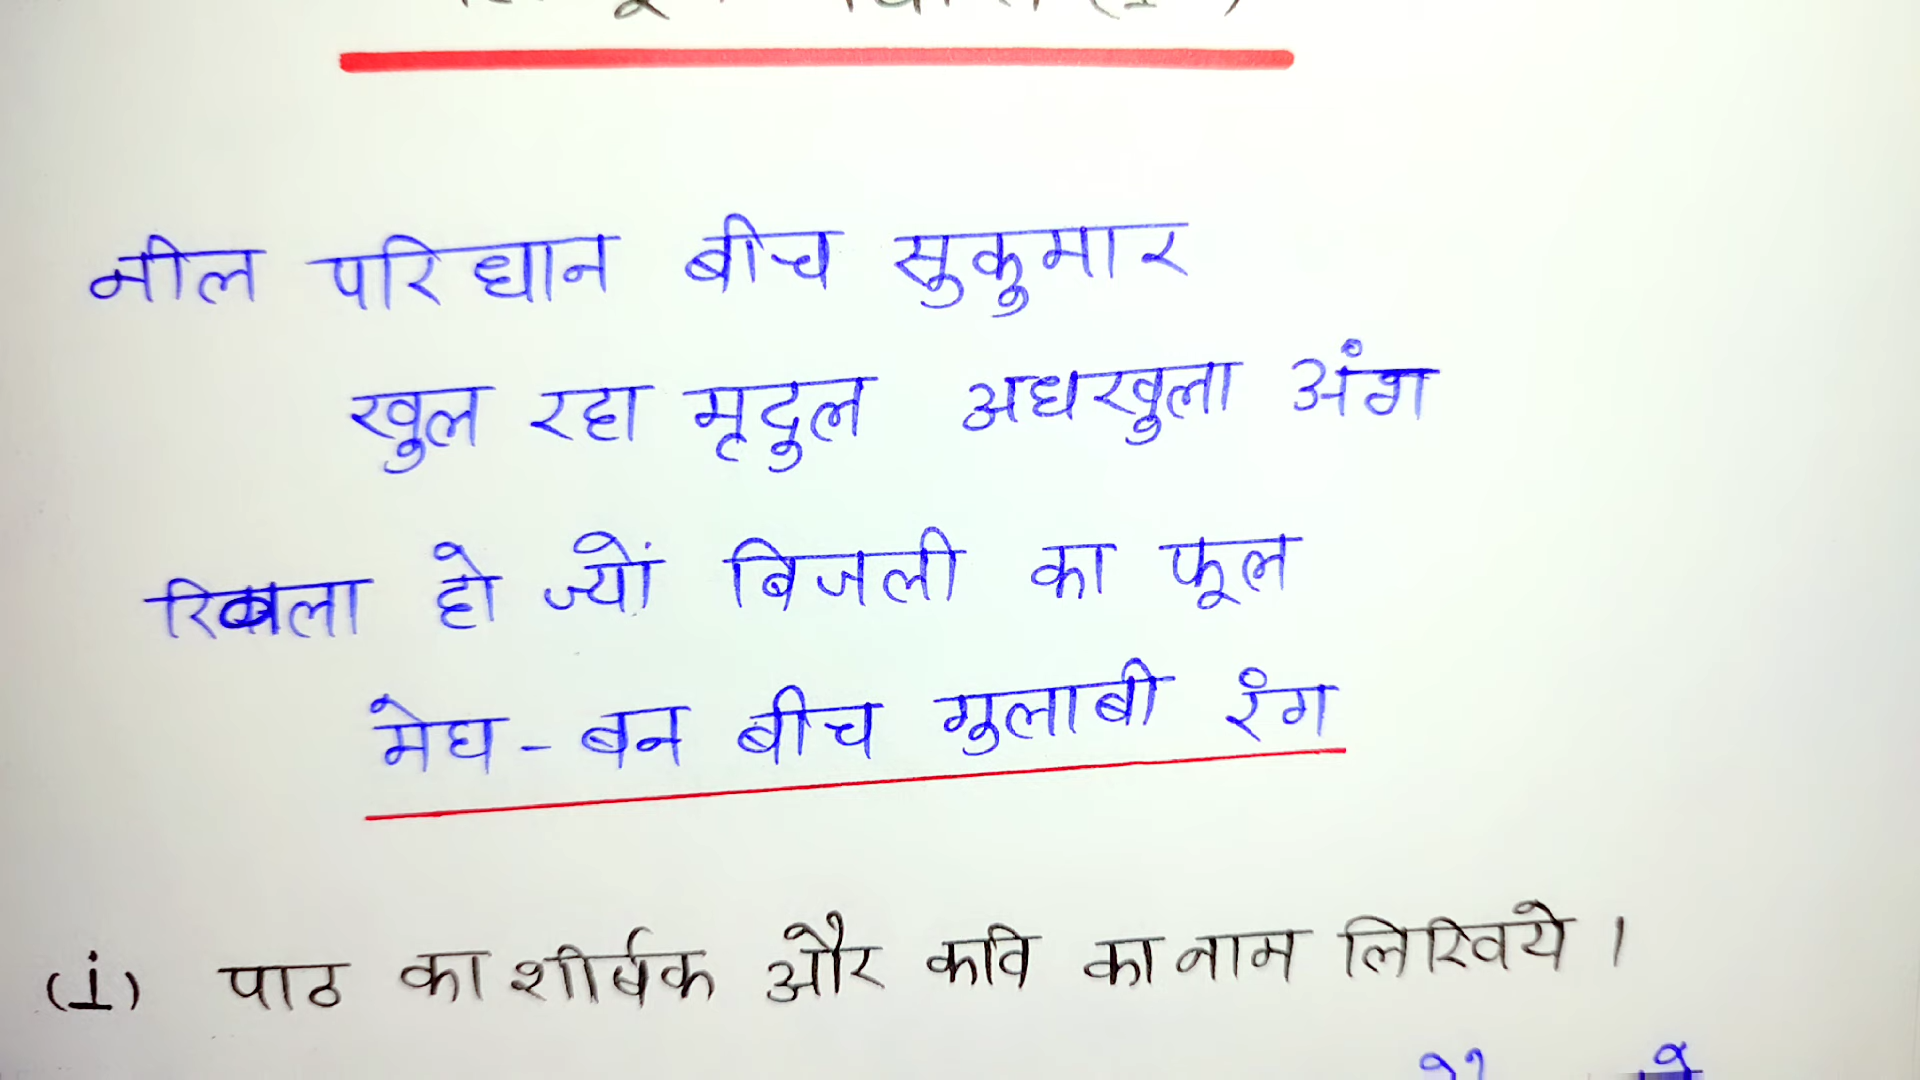 नील परिधान बीच सुकुमार
खुल रहा मृदुल अधखुला अंग
खिला हो ज्यों बिजली का फूल
मेघ-बन बीच गुलाबी रंग
(i) पाठ का शीर्षक और कवि का नाम लिखिये।